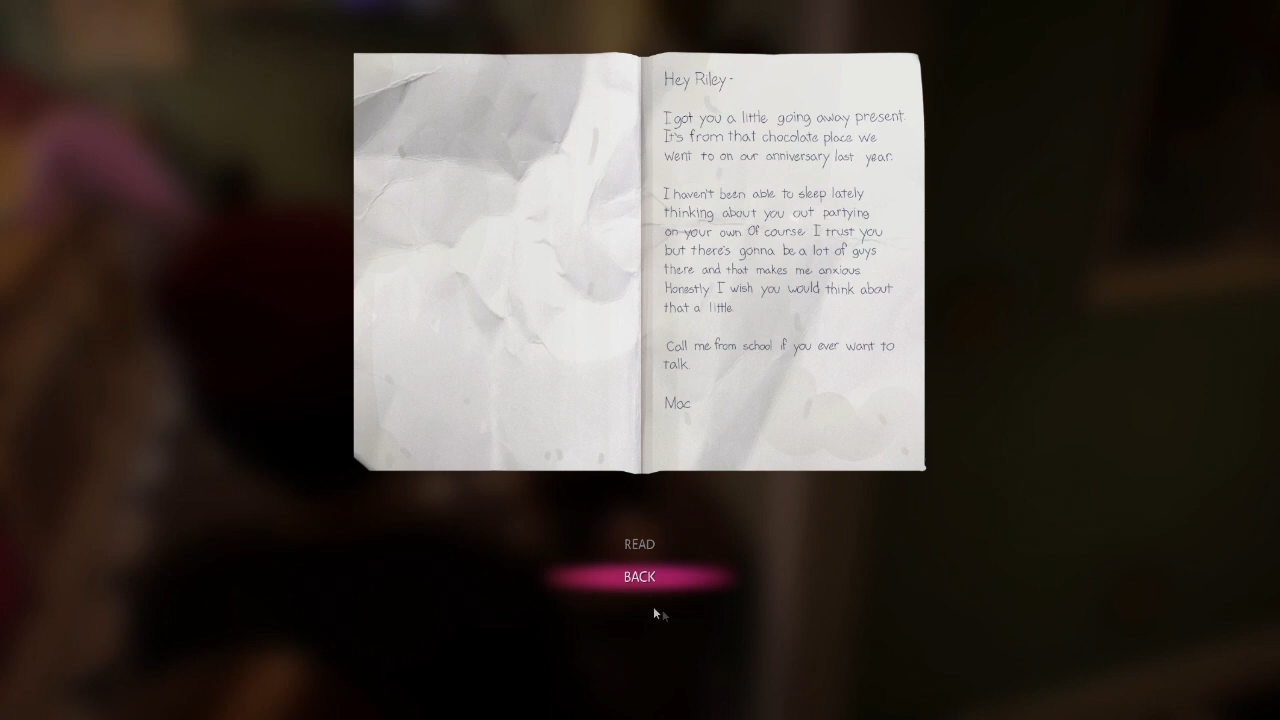 Hey Riley-
I got you a little going away present.
It's from that chocolate place we
went to on our anniversary last year.
I haven't been able to sleep lately
thinking about you out partying
on your own. Of course I trust you
but there's gonna be a lot of guys
there and that makes me anxious.
Honestly I wish you would think about
that a little.
Call me from school if you ever want to
talk.
Mac
READ
BACK